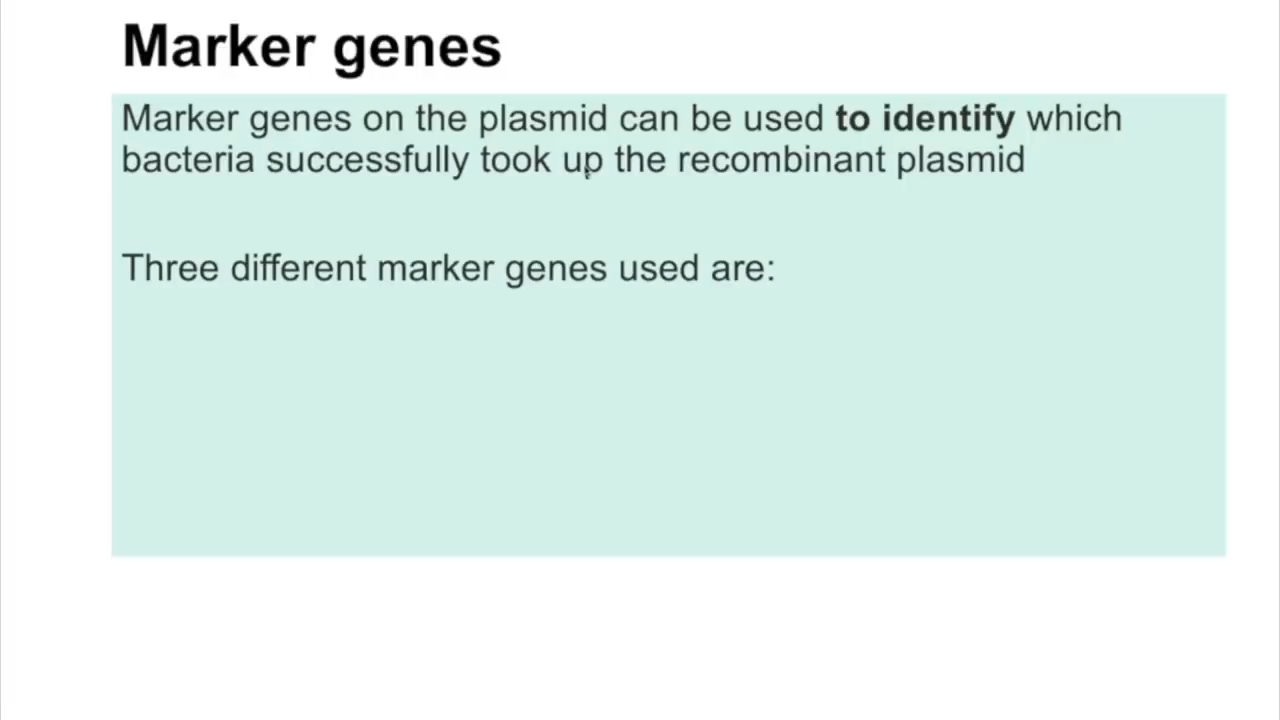 Marker genes
Marker genes on the plasmid can be used to identify which
bacteria successfully took up the recombinant plasmid
Three different marker genes used are: